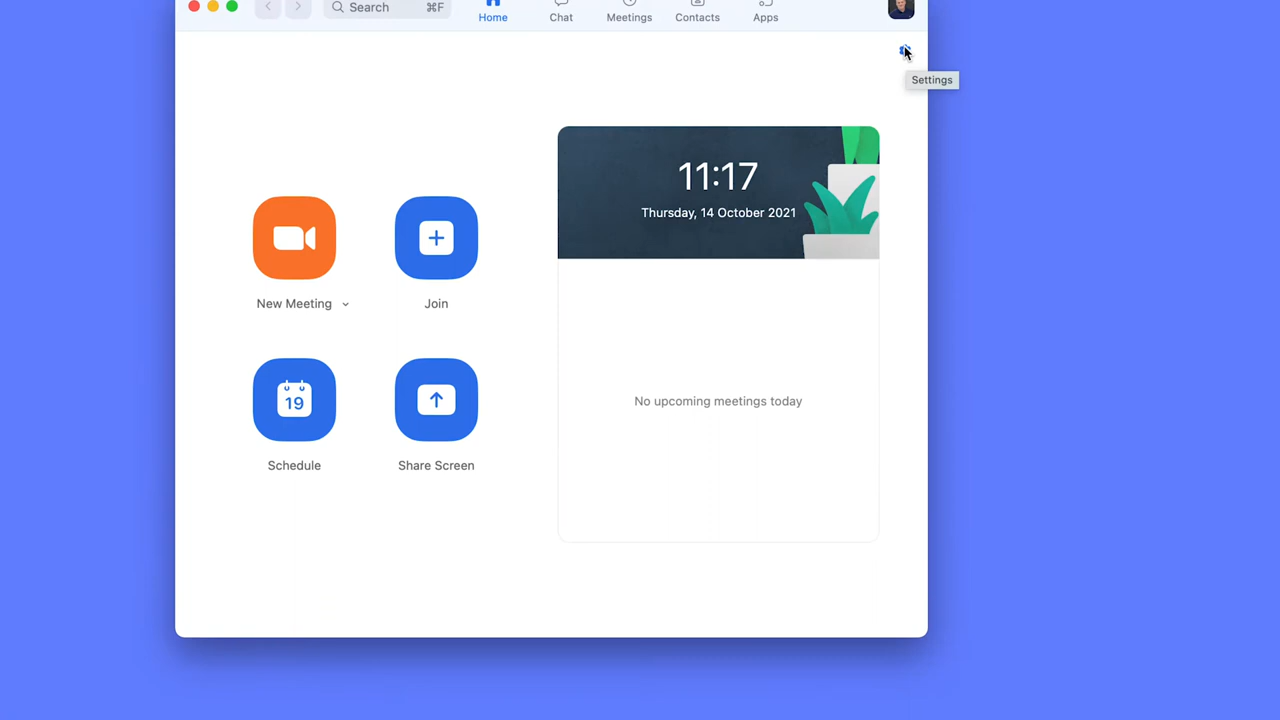 Search ⌘F
Home
Chat
Meetings
Contacts
Apps
Settings
11:17
Thursday, 14 October 2021
New Meeting
Join
19
Schedule
Share Screen
No upcoming meetings today